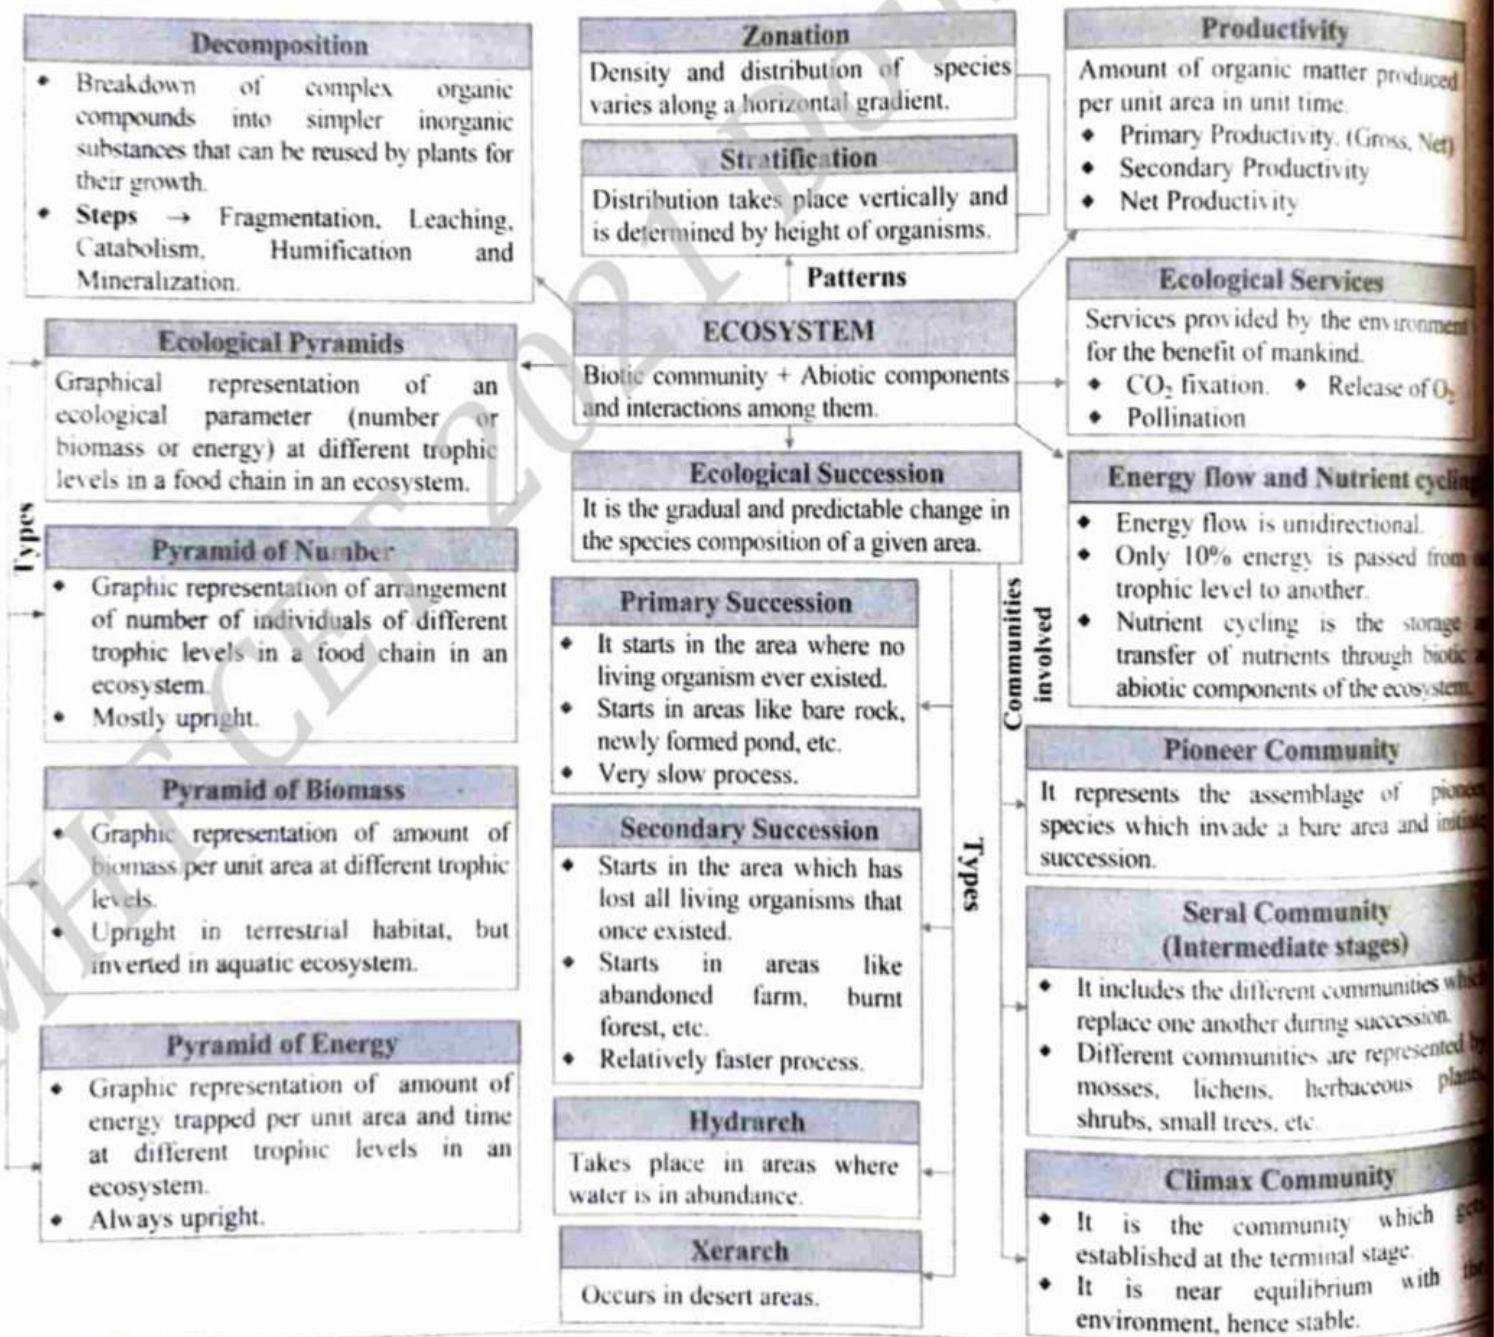 Decomposition
◆ Breakdown of complex organic
compounds into simpler inorganic
substances that can be reused by plants for
their growth.
◆ Steps → Fragmentation, Leaching,
Catabolism, Humification and
Mineralization.
Zonation
Density and distribution of species
varies along a horizontal gradient.
Stratification
Distribution takes place vertically and
is determined by height of organisms.
Patterns
Productivity
Amount of organic matter produced
per unit area in unit time.
◆ Primary Productivity. (Gross, Net)
◆ Secondary Productivity
◆ Net Productivity
ECOSYSTEM
Biotic community + Abiotic components
and interactions among them.
Ecological Services
Services provided by the environment
for the benefit of mankind.
◆ CO₂ fixation. ◆ Release of O₂
◆ Pollination
Ecological Pyramids
Graphical representation of an
ecological parameter (number or
biomass or energy) at different trophic
levels in a food chain in an ecosystem.
Types
Pyramid of Number
◆ Graphic representation of arrangement
of number of individuals of different
trophic levels in a food chain in an
ecosystem.
◆ Mostly upright.
Pyramid of Biomass
◆ Graphic representation of amount of
biomass per unit area at different trophic
levels.
◆ Upright in terrestrial habitat, but
inverted in aquatic ecosystem.
Pyramid of Energy
◆ Graphic representation of amount of
energy trapped per unit area and time
at different trophic levels in an
ecosystem.
◆ Always upright.
Ecological Succession
It is the gradual and predictable change in
the species composition of a given area.
Primary Succession
◆ It starts in the area where no
living organism ever existed.
◆ Starts in areas like bare rock,
newly formed pond, etc.
◆ Very slow process.
Secondary Succession
◆ Starts in the area which has
lost all living organisms that
once existed.
◆ Starts in areas like
abandoned farm, burnt
forest, etc.
◆ Relatively faster process.
Hydrarch
Takes place in areas where
water is in abundance.
Xerarch
Occurs in desert areas.
Types
Communities
involved
Energy flow and Nutrient
◆ Energy flow is unidirectional.
◆ Only 10% energy is passed from
trophic level to another.
◆ Nutrient cycling is the storage
transfer of nutrients through biotic
abiotic components of the ecosystem.
Pioneer Community
It represents the assemblage of
species which invade a bare area and
succession.
Seral Community
(Intermediate stages)
◆ It includes the different communities
replace one another during succession.
◆ Different communities are represented by
mosses, lichens, herbaceous
shrubs, small trees, etc
Climax Community
◆ It is the community which
established at the terminal stage.
◆ It is near equilibrium with
environment, hence stable.
MHT CET 2021